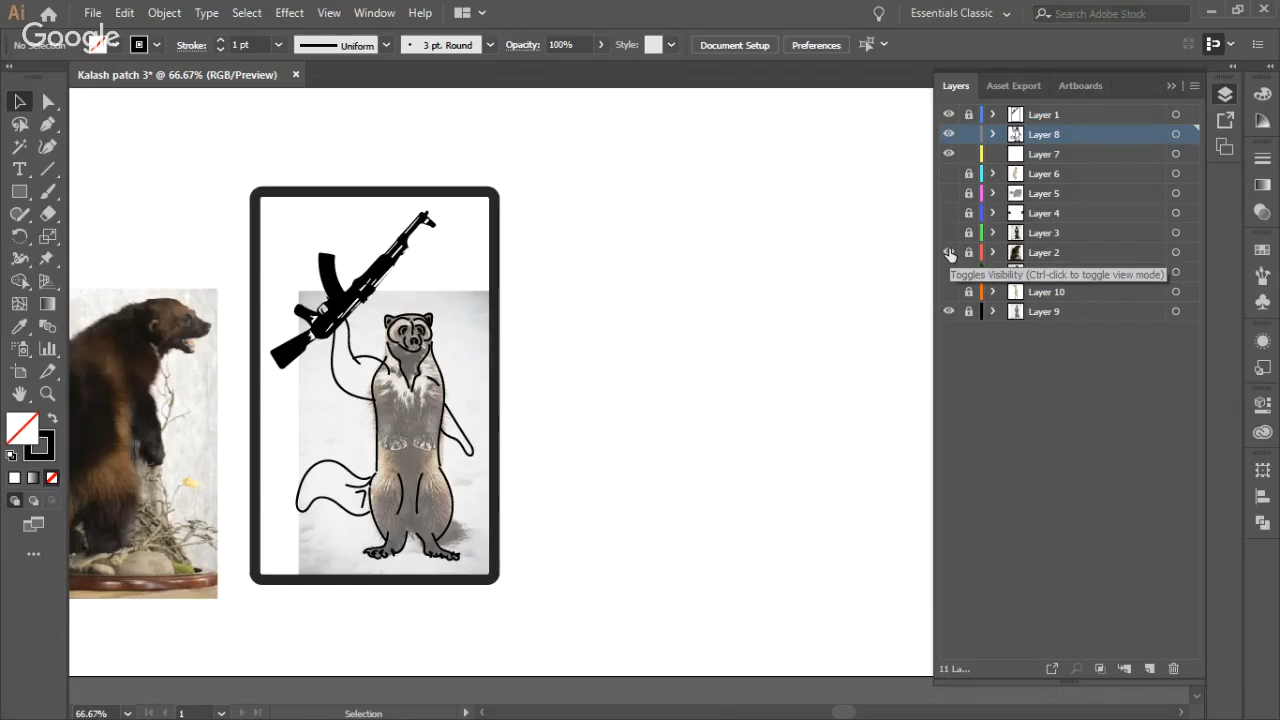 Ai File Edit Object Type Select Effect View Window Help Essentials Classic Search Adobe Stock
Google
No Selection Stroke: 1 pt Uniform 3 pt. Round Opacity: 100% Style: Document Setup Preferences
Kalash patch 3* @ 66.67% (RGB/Preview) ×
Layers Asset Export Artboards
Layer 1
Layer 8
Layer 7
Layer 6
Layer 5
Layer 4
Layer 3
Layer 2
Toggles Visibility (Ctrl-click to toggle view mode)
Layer 10
Layer 9
11 La...
66.67% 1 Selection